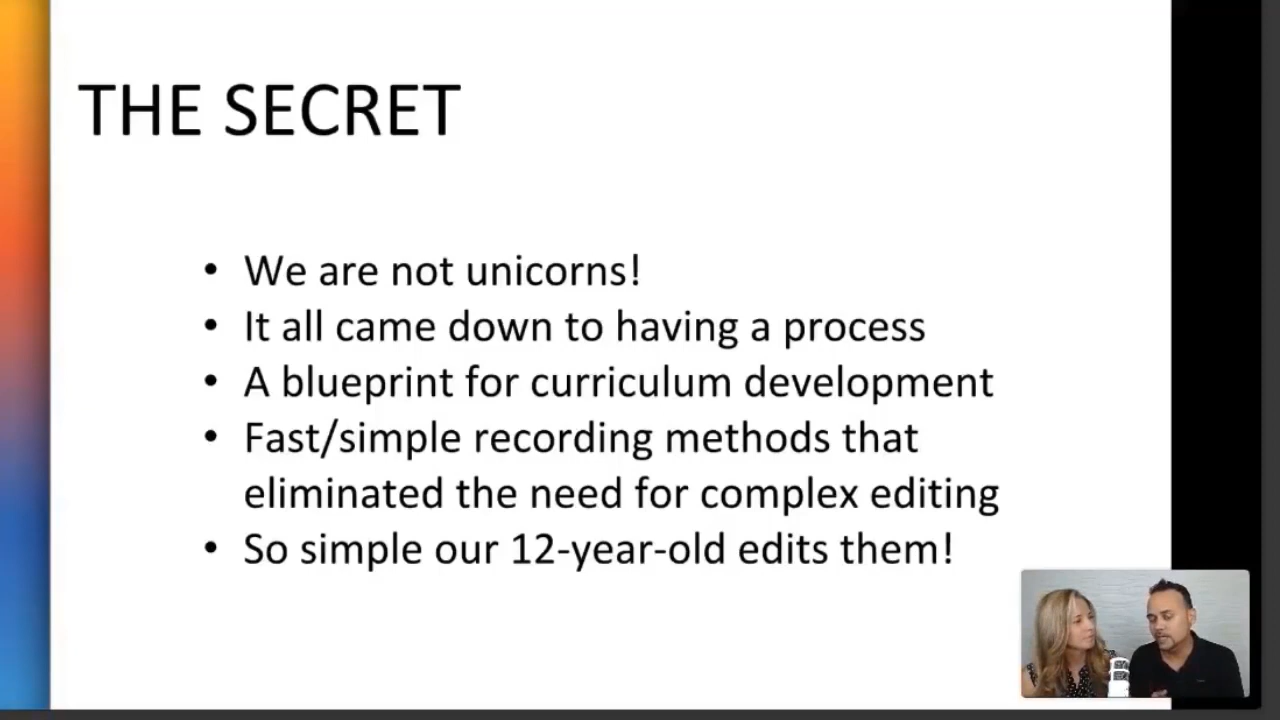 THE SECRET
• We are not unicorns!
• It all came down to having a process
• A blueprint for curriculum development
• Fast/simple recording methods that
eliminated the need for complex editing
• So simple our 12-year-old edits them!